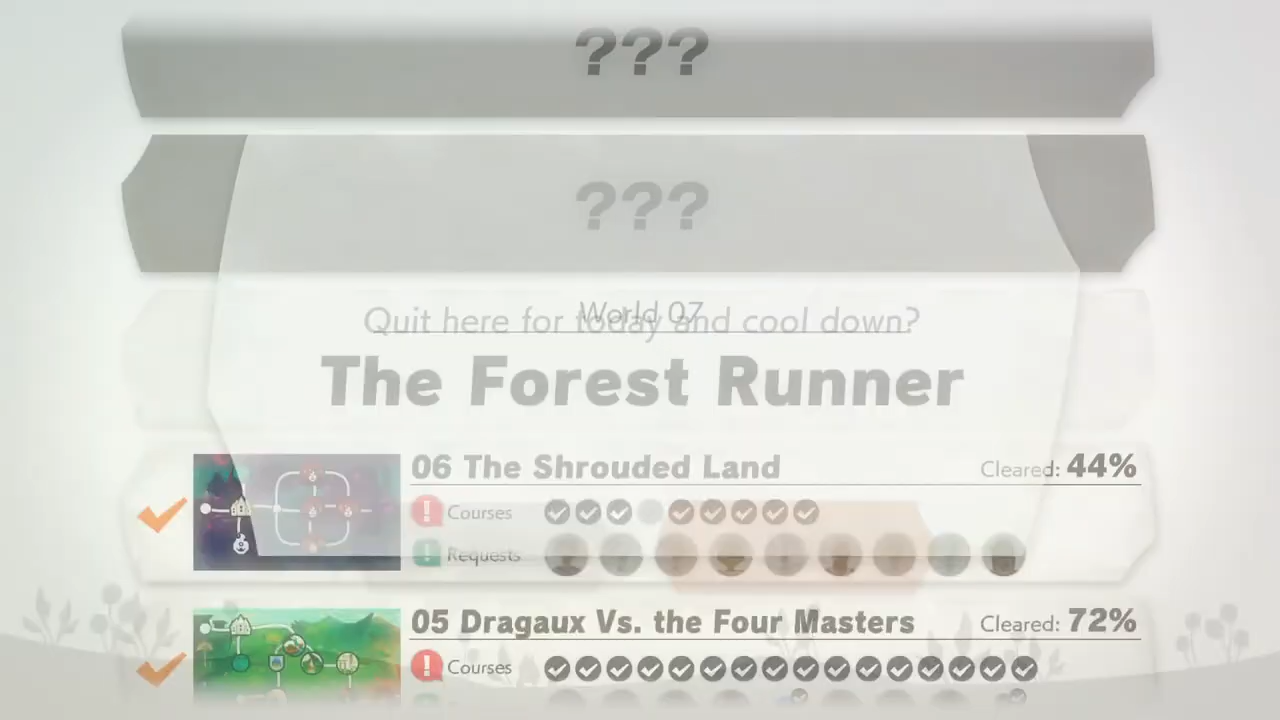 ???
???
World 07
Quit here for today and cool down?
The Forest Runner
06 The Shrouded Land
Cleared: 44%
Courses
Requests
05 Dragaux Vs. the Four Masters
Cleared: 72%
Courses